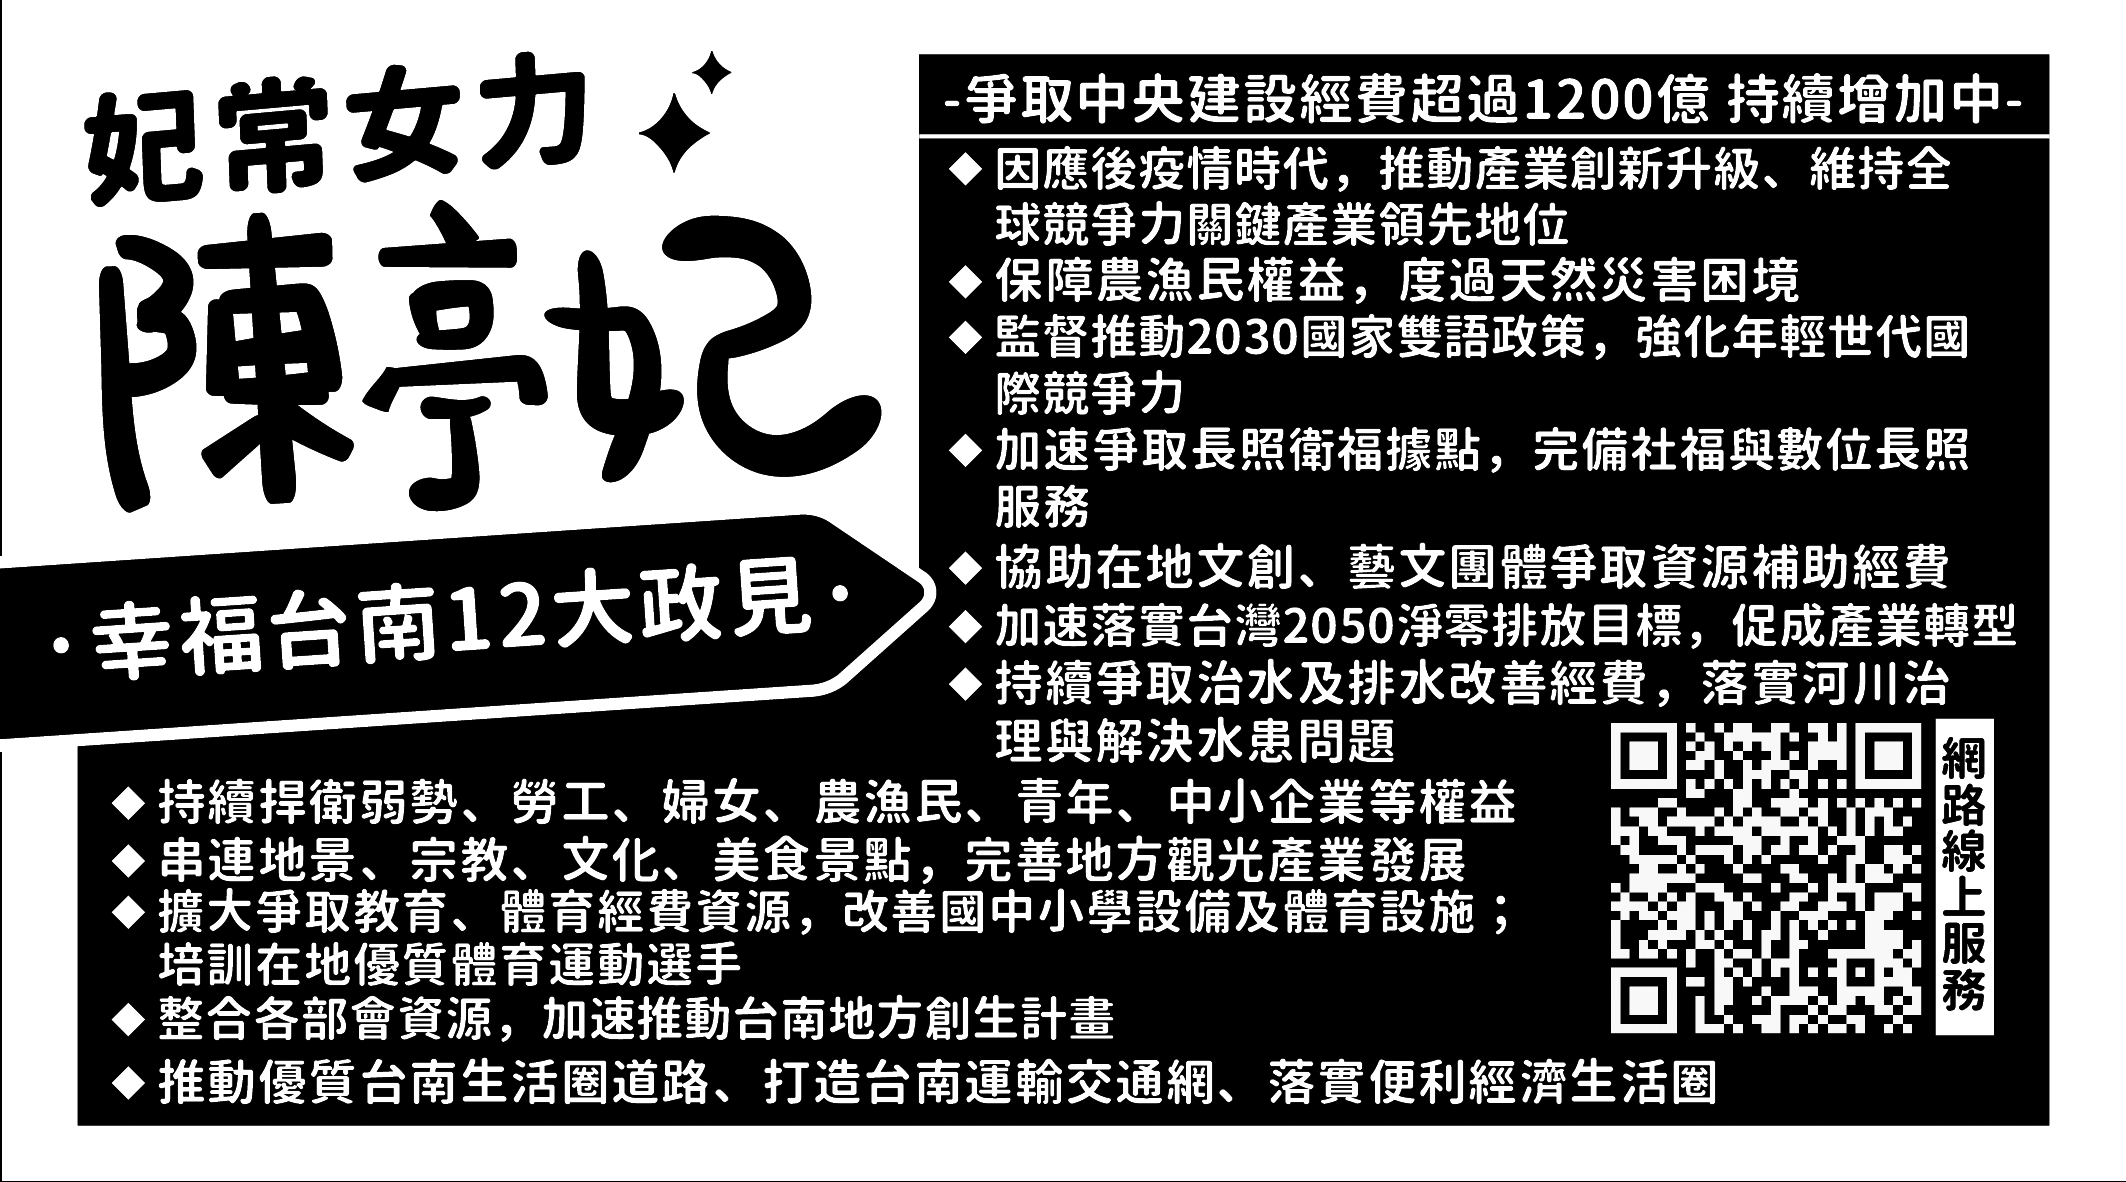 妃常女力
陳亭妃
·幸福台南12大政見·
-爭取中央建設經費超過1200億 持續增加中-
◆因應後疫情時代，推動產業創新升級、維持全
球競爭力關鍵產業領先地位
◆保障農漁民權益，度過天然災害困境
◆監督推動2030國家雙語政策，強化年輕世代國
際競爭力
◆加速爭取長照衛福據點，完備社福與數位長照
服務
◆協助在地文創、藝文團體爭取資源補助經費
◆加速落實台灣2050淨零排放目標，促成產業轉型
◆持續爭取治水及排水改善經費，落實河川治
理與解決水患問題
◆持續捍衛弱勢、勞工、婦女、農漁民、青年、中小企業等權益
◆串連地景、宗教、文化、美食景點，完善地方觀光產業發展
◆擴大爭取教育、體育經費資源，改善國中小學設備及體育設施；
培訓在地優質體育運動選手
◆整合各部會資源，加速推動台南地方創生計畫
◆推動優質台南生活圈道路、打造台南運輸交通網、落實便利經濟生活圈
網路線上服務